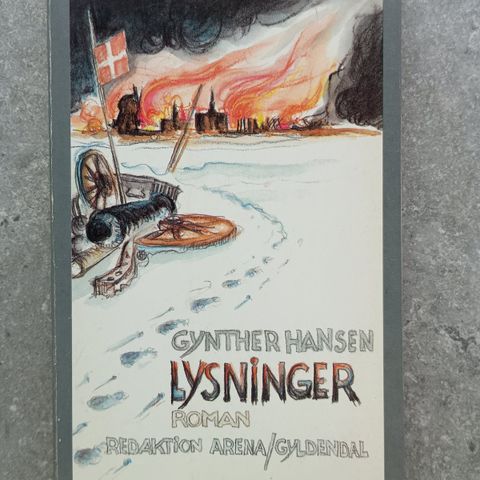 GYNTHER HANSEN
LYSNINGER
ROMAN
REDAKTION ARENA/GYLDENDAL